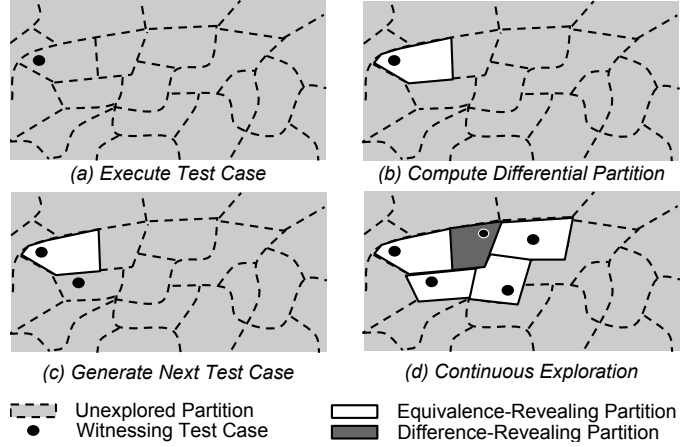 (a) Execute Test Case
(b) Compute Differential Partition
(c) Generate Next Test Case
(d) Continuous Exploration
Unexplored Partition
Witnessing Test Case
Equivalence-Revealing Partition
Difference-Revealing Partition